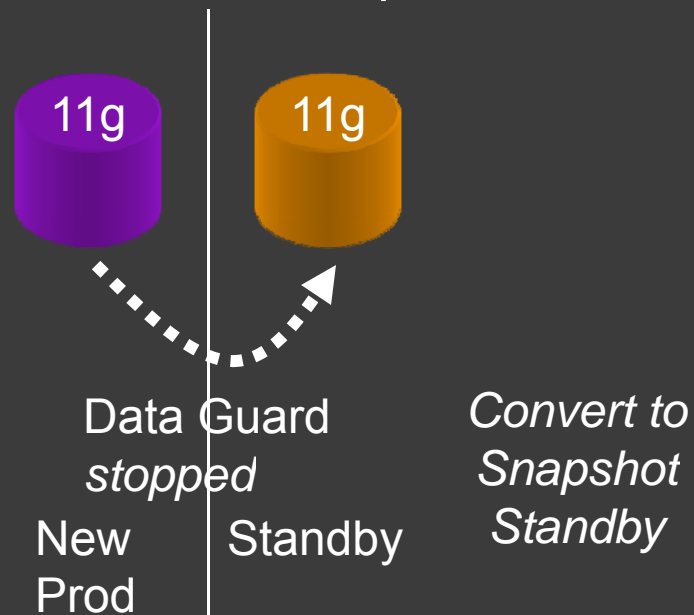 11g
11g
Data Guard
stopped
New
Prod
Standby
Convert to
Snapshot
Standby